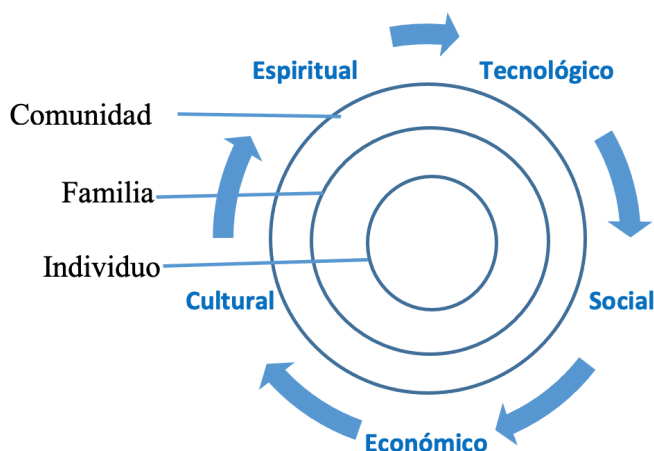 Espiritual
Tecnológico
Comunidad
Familia
Individuo
Cultural
Social
Económico